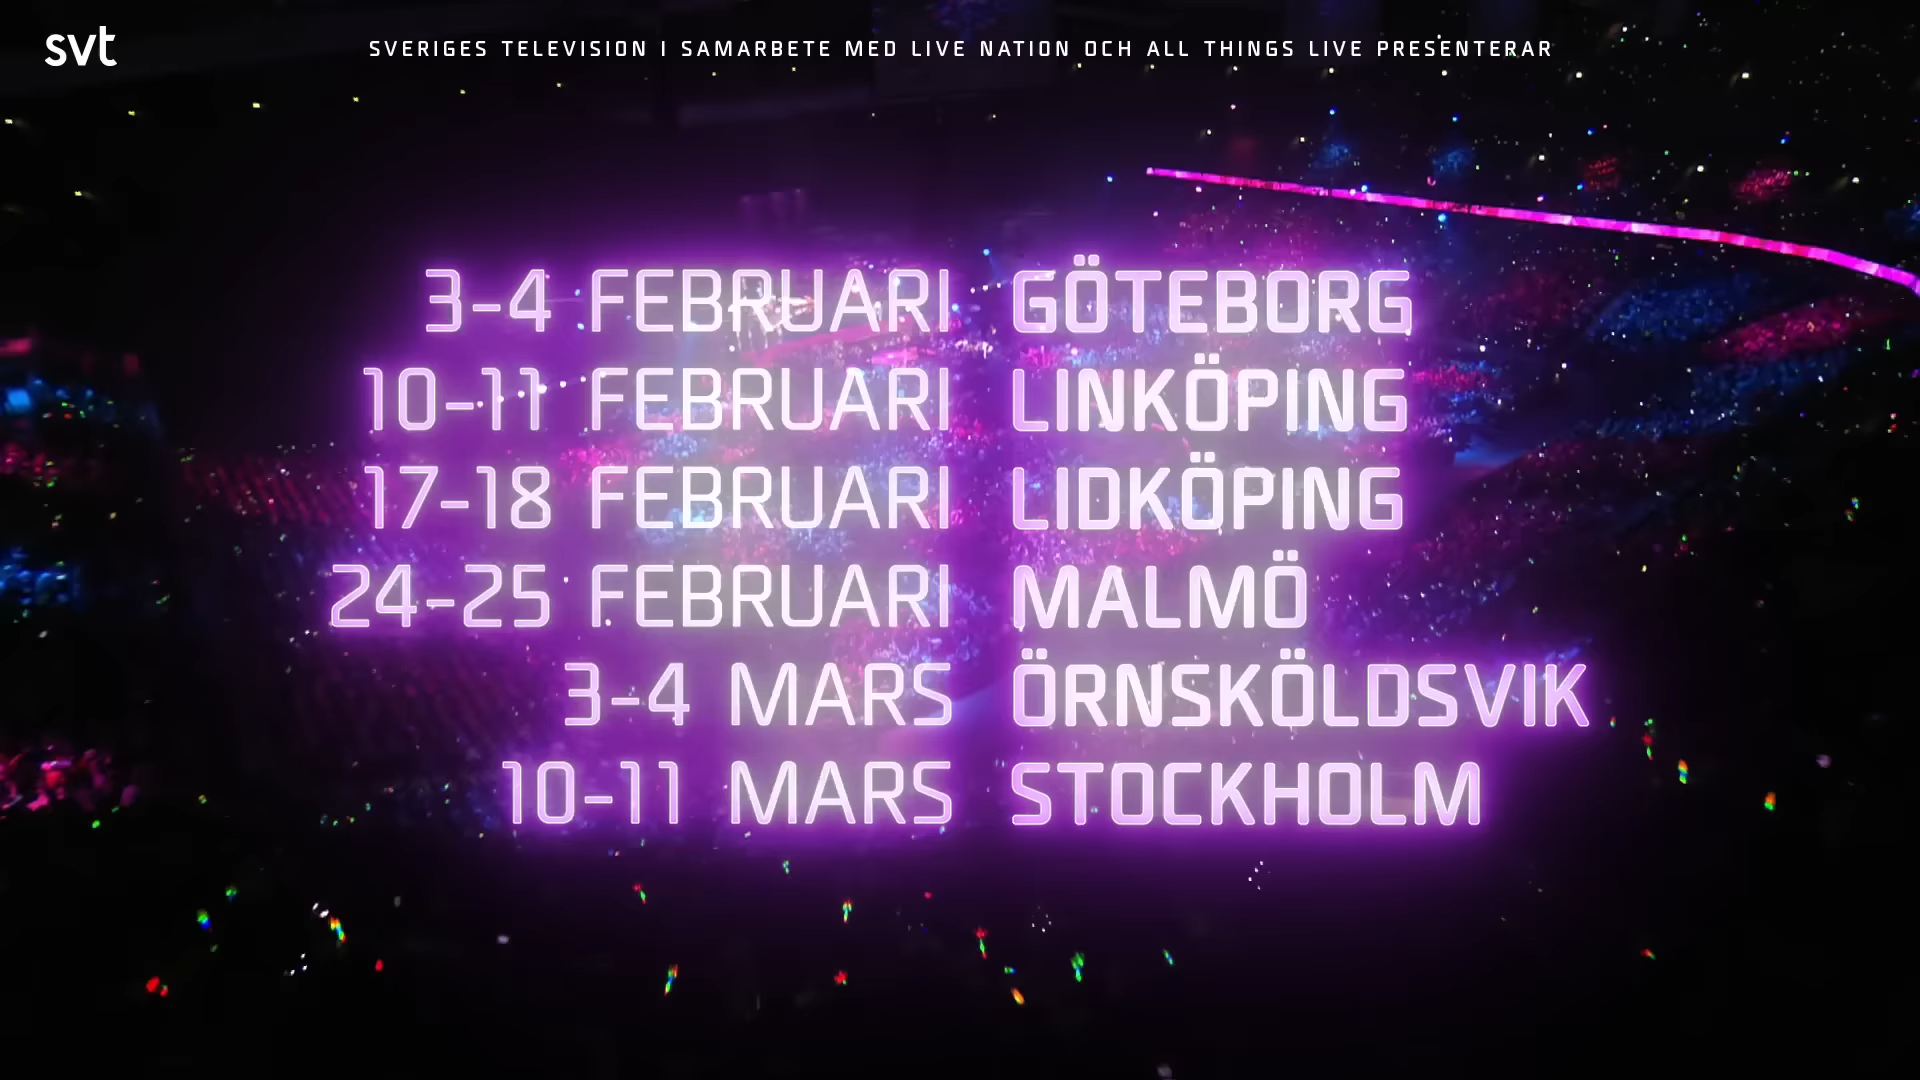 svt
SVERIGES TELEVISION I SAMARBETE MED LIVE NATION OCH ALL THINGS LIVE PRESENTERAR
3–4 FEBRUARI GÖTEBORG
10–11 FEBRUARI LINKÖPING
17–18 FEBRUARI LIDKÖPING
24–25 FEBRUARI MALMÖ
3–4 MARS ÖRNSKÖLDSVIK
10–11 MARS STOCKHOLM